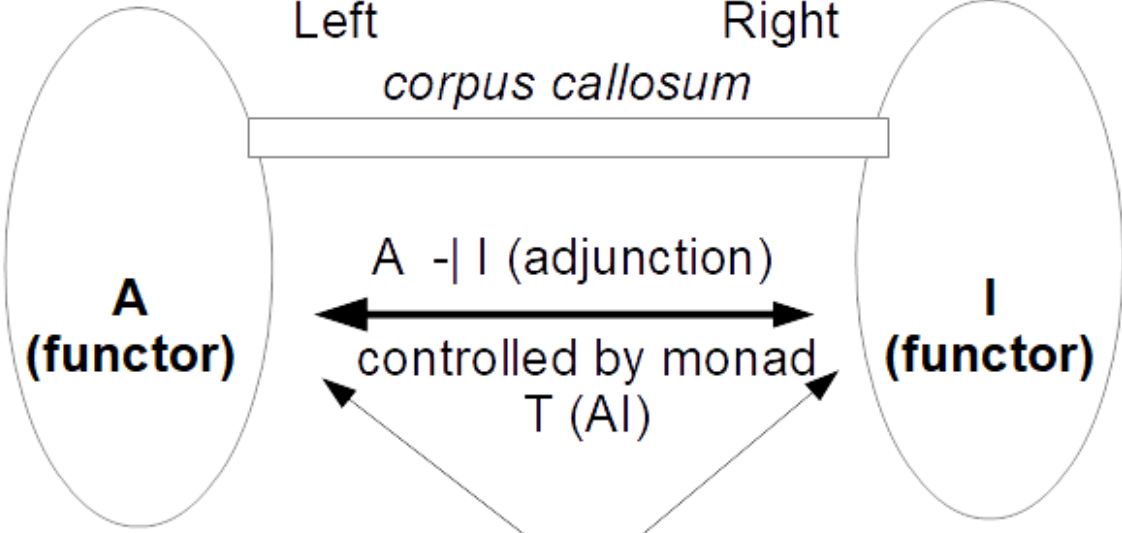 Left
Right
corpus callosum
A -| I (adjunction)
A
(functor)
I
(functor)
controlled by monad
T (AI)